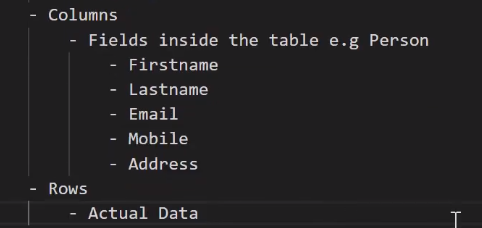 - Columns
- Fields inside the table e.g Person
- Firstname
- Lastname
- Email
- Mobile
- Address
- Rows
- Actual Data